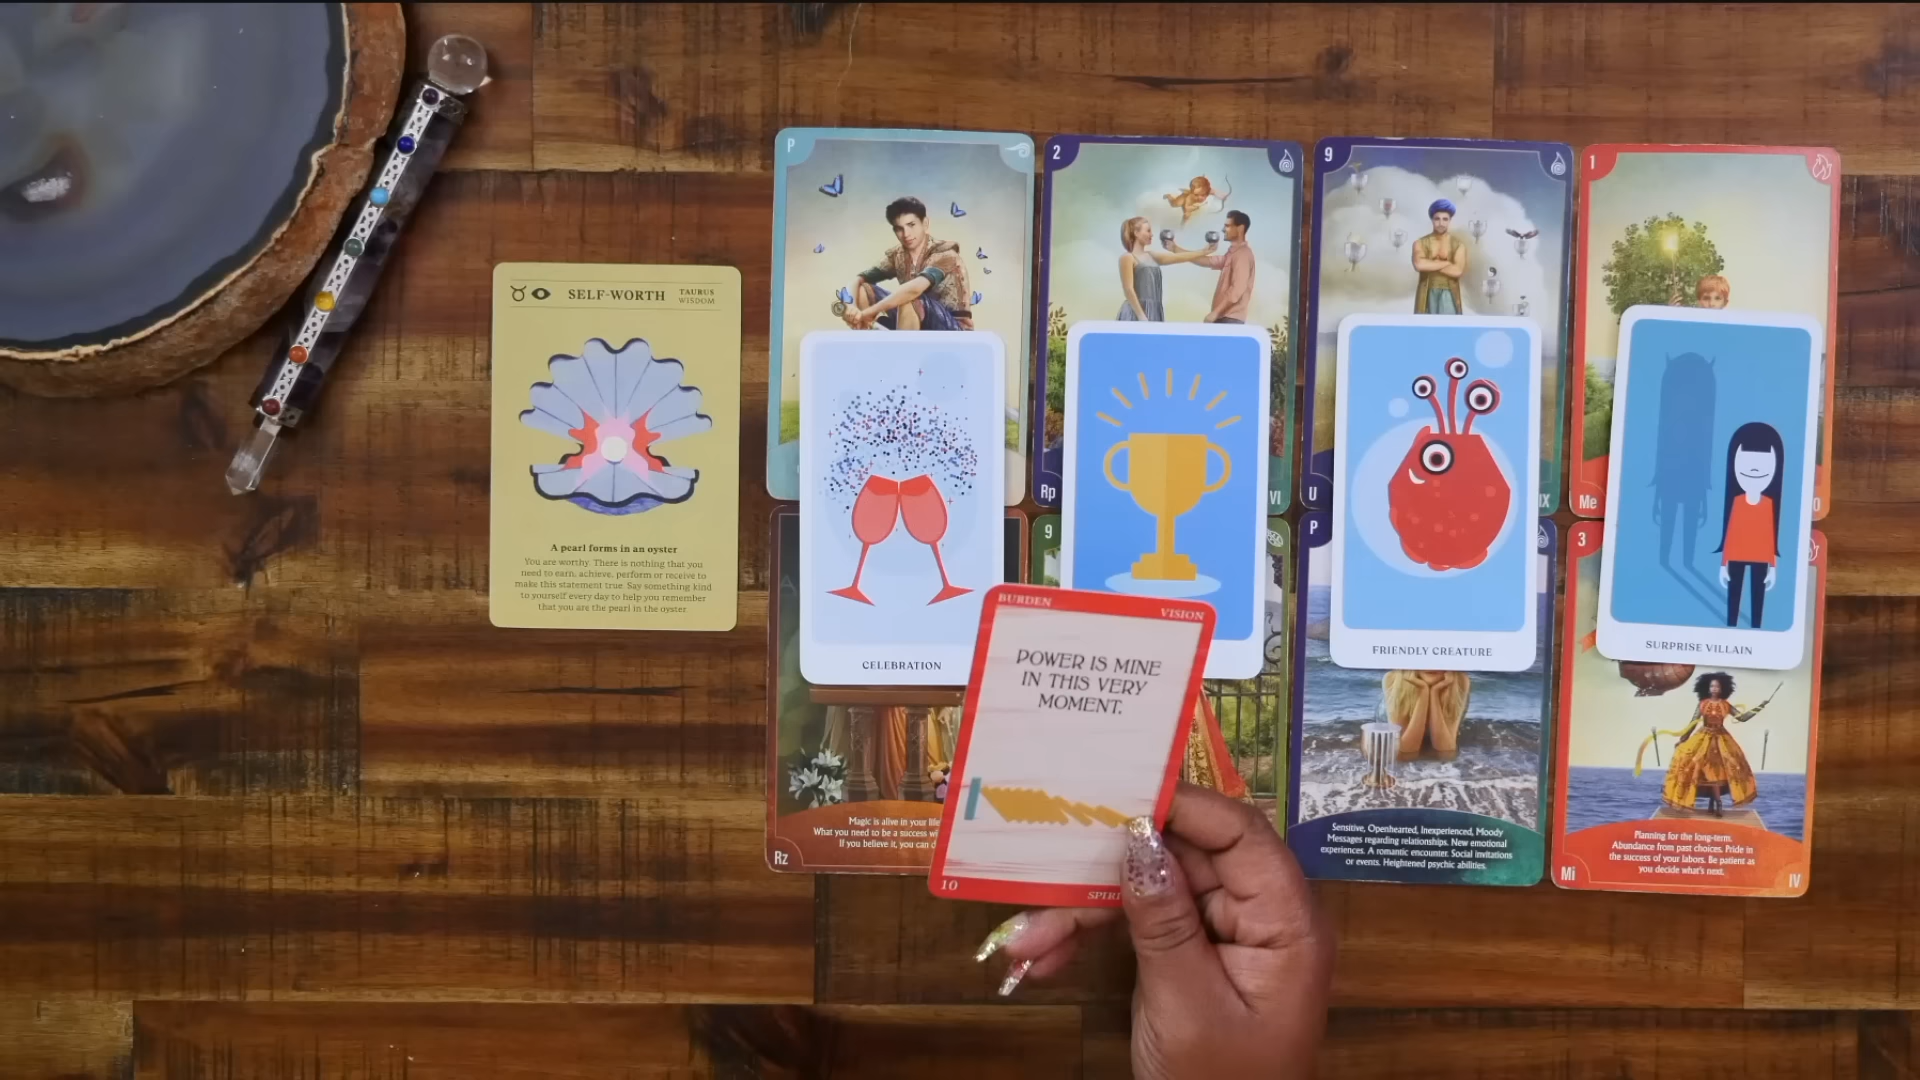 SELF-WORTH
TAURUS
WISDOM
A pearl forms in an oyster
You are worthy. There is nothing that you
need to earn, achieve, perform or receive to
make this statement true. Say something kind
to yourself every day to help you remember
that you are the pearl in the oyster.
P
2
Rp
VI
9
U
IX
1
Me
CELEBRATION
FRIENDLY CREATURE
SURPRISE VILLAIN
BURDEN
VISION
POWER IS MINE
IN THIS VERY
MOMENT.
10
Magic is alive in your life
What you need to be a success
If you believe it, you can
Rz
9
P
Sensitive, Openhearted, Inexperienced, Moody
Messages regarding relationships. New emotional
experiences. A romantic encounter. Social invitations
or events. Heightened psychic abilities.
3
Planning for the long-term.
Abundance from past choices. Pride in
the success of your labors. Be patient as
you decide what's next.
Mi
IV